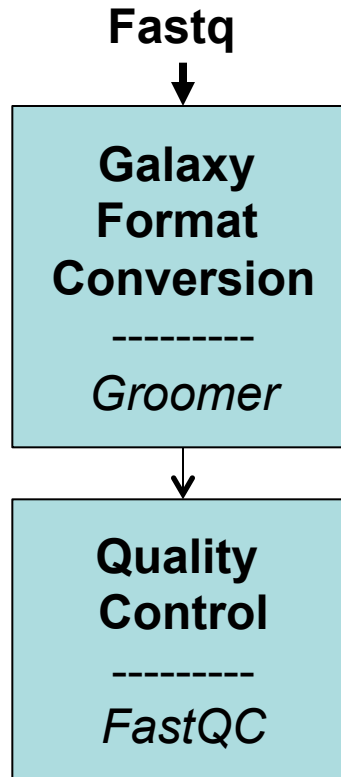 Fastq
Galaxy
Format
Conversion
---------
Groomer
Quality
Control
---------
FastQC